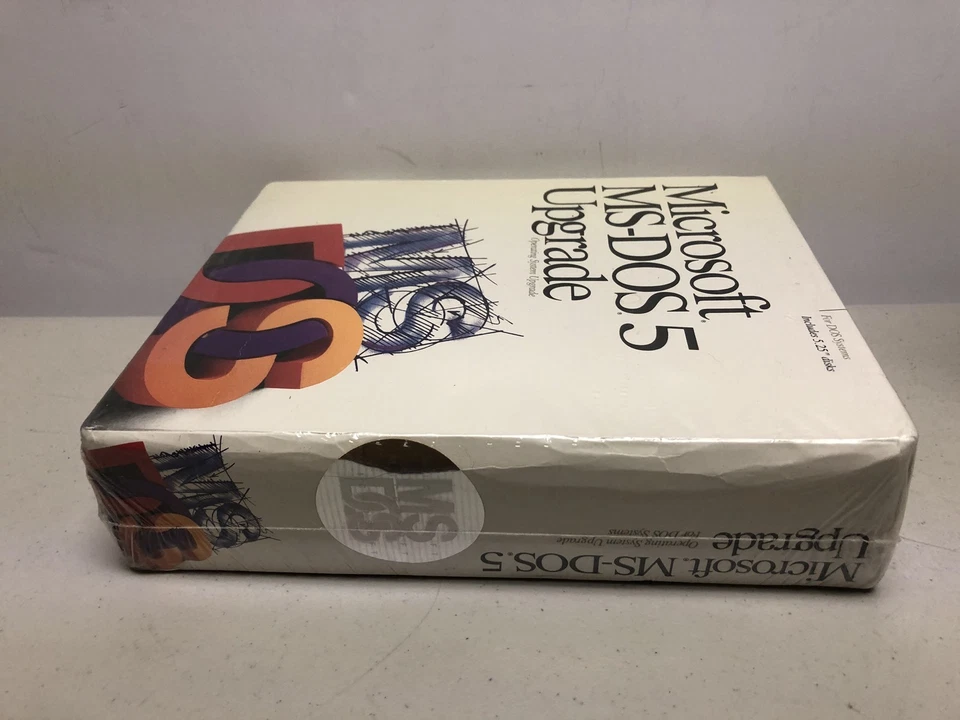 For DOS Systems
Includes 5.25" disks
Microsoft®
MS-DOS® 5
Upgrade
Operating System Upgrade
MS
DOS
Microsoft® MS-DOS® 5
Upgrade
Operating System Upgrade
For DOS Systems
MS
DOS